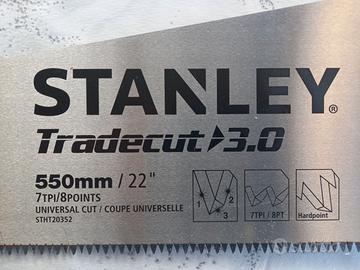 STANLEY®
Tradecut 3.0
550mm / 22"
7TPI/8POINTS
UNIVERSAL CUT / COUPE UNIVERSELLE
STHT20352
1
2
3
7TPI / 8PT
Hardpoint